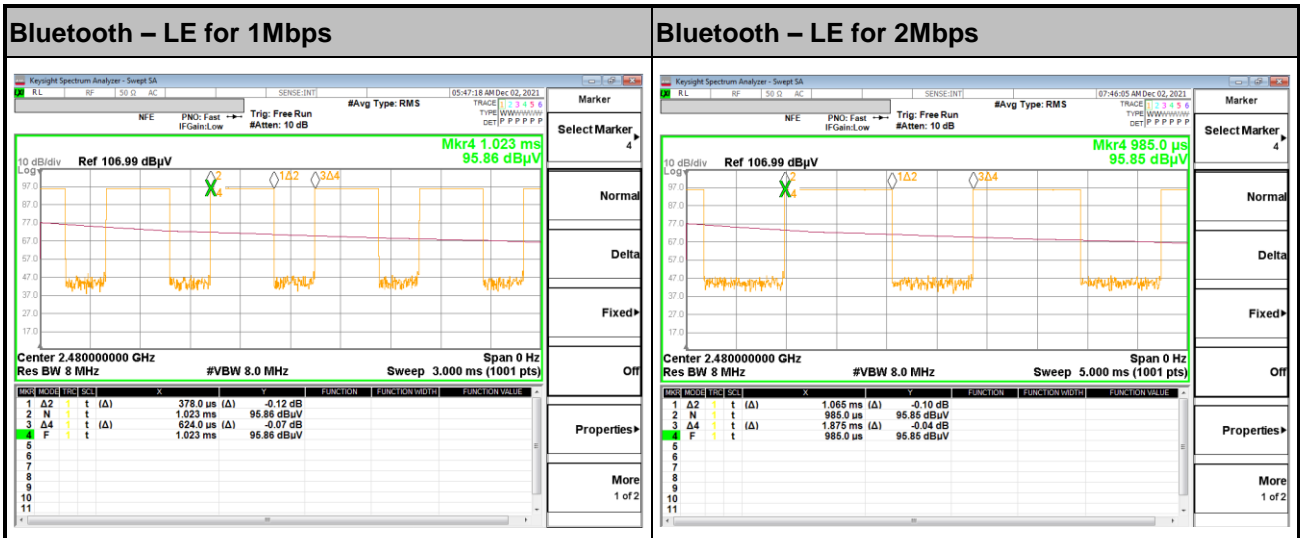 Bluetooth – LE for 1Mbps
Keysight Spectrum Analyzer - Swept SA
RL RF 50 Ω AC SENSE:INT 05:47:18 AM Dec 02, 2021
#Avg Type: RMS
TRACE 1 2 3 4 5 6
TYPE
DET P P P P P P
NFE PNO: Fast Trig: Free Run
IFGain:Low #Atten: 10 dB
Mkr4 1.023 ms
95.86 dBµV
10 dB/div Ref 106.99 dBµV
Log
2 1Δ2 3Δ4
4
97.0
87.0
77.0
67.0
57.0
47.0
37.0
27.0
17.0
Center 2.480000000 GHz Span 0 Hz
Res BW 8 MHz #VBW 8.0 MHz Sweep 3.000 ms (1001 pts)
MKR MODE TRC SCL X Y FUNCTION FUNCTION WIDTH FUNCTION VALUE
1 Δ2 1 t (Δ) 378.0 µs (Δ) -0.12 dB
2 N 1 t 1.023 ms 95.86 dBuV
3 Δ4 1 t (Δ) 624.0 µs (Δ) -0.07 dB
4 F 1 t 1.023 ms 95.86 dBuV
5
6
7
8
9
10
11
Marker
Select Marker
4
Normal
Delta
Fixed
Off
Properties
More
1 of 2
Bluetooth – LE for 2Mbps
Keysight Spectrum Analyzer - Swept SA
RL RF 50 Ω AC SENSE:INT 07:46:05 AM Dec 02, 2021
#Avg Type: RMS
TRACE 1 2 3 4 5 6
TYPE
DET P P P P P P
NFE PNO: Fast Trig: Free Run
IFGain:Low #Atten: 10 dB
Mkr4 985.0 µs
95.85 dBµV
10 dB/div Ref 106.99 dBµV
Log
2 1Δ2 3Δ4
4
97.0
87.0
77.0
67.0
57.0
47.0
37.0
27.0
17.0
Center 2.480000000 GHz Span 0 Hz
Res BW 8 MHz #VBW 8.0 MHz Sweep 5.000 ms (1001 pts)
MKR MODE TRC SCL X Y FUNCTION FUNCTION WIDTH FUNCTION VALUE
1 Δ2 1 t (Δ) 1.065 ms (Δ) -0.10 dB
2 N 1 t 985.0 µs 95.85 dBuV
3 Δ4 1 t (Δ) 1.875 ms (Δ) -0.04 dB
4 F 1 t 985.0 µs 95.85 dBuV
5
6
7
8
9
10
11
Marker
Select Marker
4
Normal
Delta
Fixed
Off
Properties
More
1 of 2